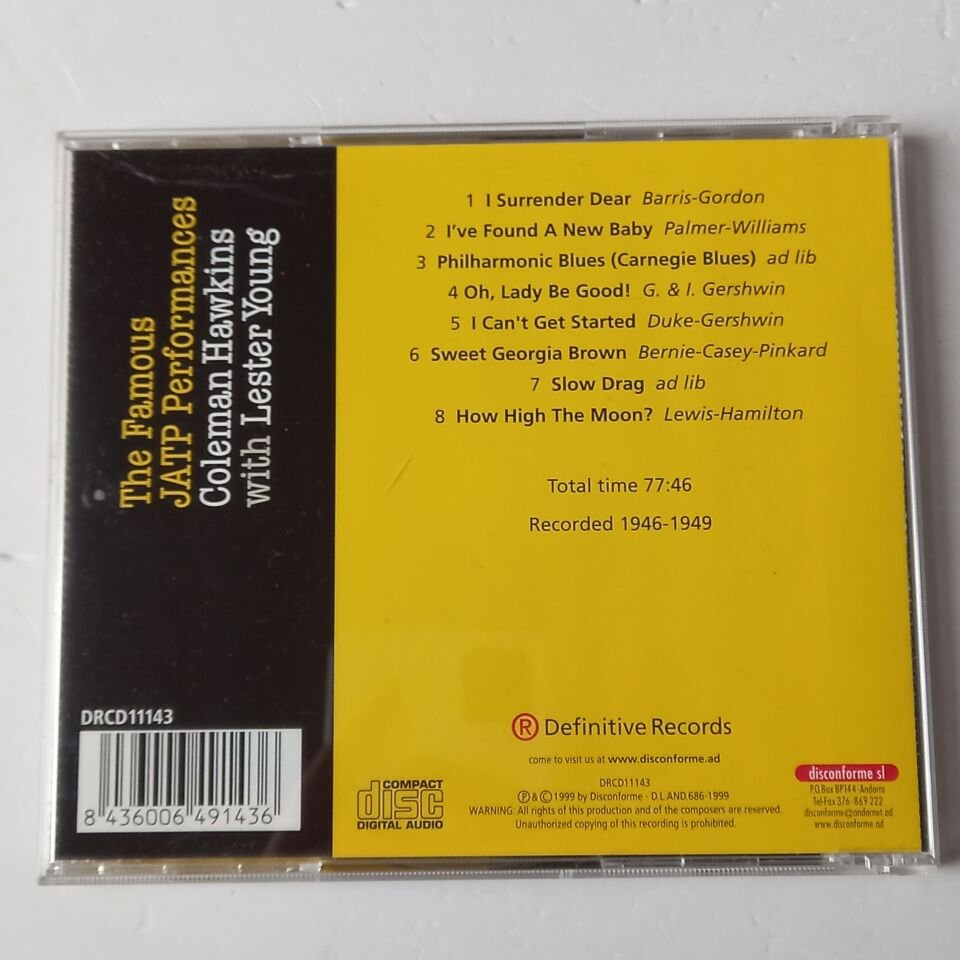 The Famous
JATP Performances
Coleman Hawkins
with Lester Young
1 I Surrender Dear Barris-Gordon
2 I've Found A New Baby Palmer-Williams
3 Philharmonic Blues (Carnegie Blues) ad lib
4 Oh, Lady Be Good! G. & I. Gershwin
5 I Can't Get Started Duke-Gershwin
6 Sweet Georgia Brown Bernie-Casey-Pinkard
7 Slow Drag ad lib
8 How High The Moon? Lewis-Hamilton
Total time 77:46
Recorded 1946-1949
DRCD11143
8 436006 491436
COMPACT
disc
DIGITAL AUDIO
R Definitive Records
come to visit us at www.disconforme.ad
DRCD11143
℗ & © 1999 by Disconforme - D.L.AND.686-1999
WARNING: All rights of this production and of the composers are reserved.
Unauthorized copying of this recording is prohibited.
disconforme sl
P.O.Box BP144-Andorra
Tel-Fax 376-869 222
disconforme@andornet.ad
www.disconforme.ad